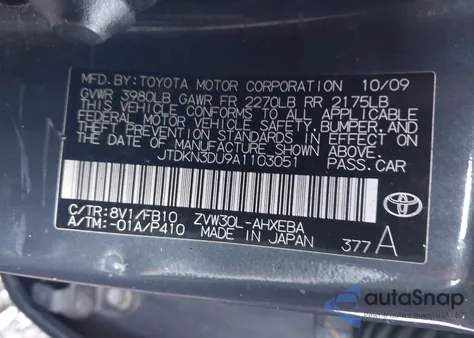 MFD. BY: TOYOTA MOTOR CORPORATION 10/09
GVWR 3980LB GAWR FR 2270LB RR 2175LB
THIS VEHICLE CONFORMS TO ALL APPLICABLE
FEDERAL MOTOR VEHICLE SAFETY, BUMPER, AND
THEFT PREVENTION STANDARDS IN EFFECT ON
THE DATE OF MANUFACTURE SHOWN ABOVE.
JTDKN3DU9A1103051 PASS. CAR
C/TR: 8V1/FB10 ZVW30L-AHXEBA
A/TM: -01A/P410 MADE IN JAPAN 377 A
TOYOTA
autoSnap